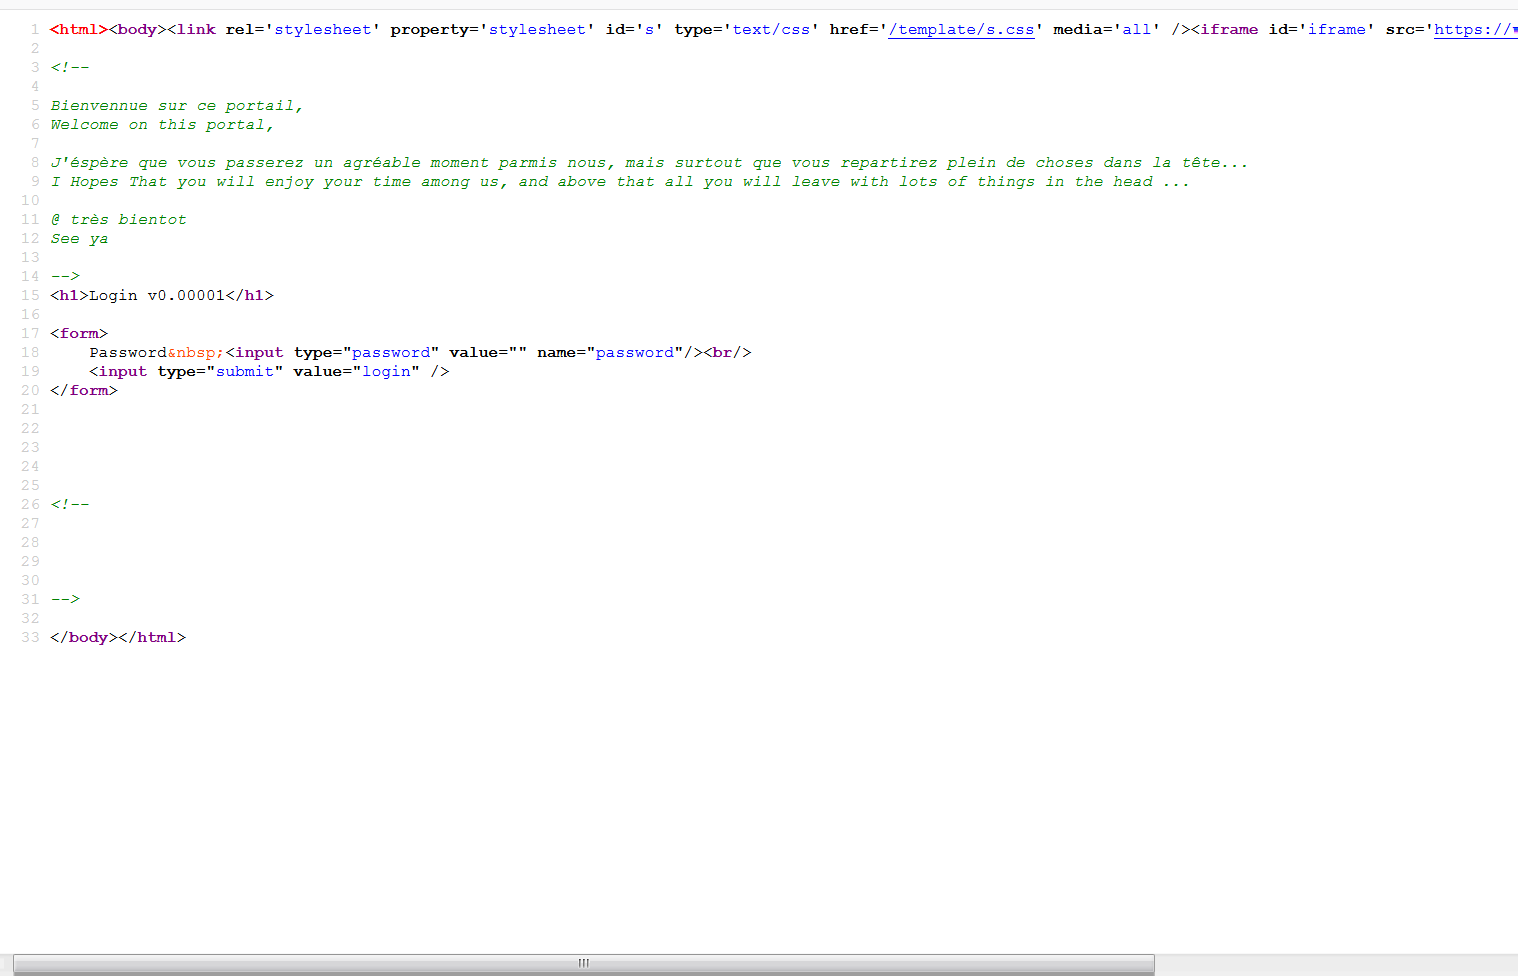 1 <html><body><link rel='stylesheet' property='stylesheet' id='s' type='text/css' href='/template/s.css' media='all' /><iframe id='iframe' src='https://
2
3 <!--
4
5 Bienvennue sur ce portail,
6 Welcome on this portal,
7
8 J'éspère que vous passerez un agréable moment parmis nous, mais surtout que vous repartirez plein de choses dans la tête...
9 I Hopes That you will enjoy your time among us, and above that all you will leave with lots of things in the head ...
10
11 @ très bientot
12 See ya
13
14 -->
15 <h1>Login v0.00001</h1>
16
17 <form>
18 Password&nbsp;<input type="password" value="" name="password"/><br/>
19 <input type="submit" value="login" />
20 </form>
21
22
23
24
25
26 <!--
27
28
29
30
31 -->
32
33 </body></html>